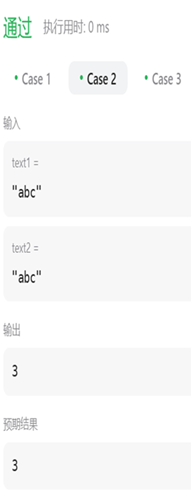 通过 执行用时: 0 ms
• Case 1 • Case 2 • Case 3
输入
text1 =
"abc"
text2 =
"abc"
输出
3
预期结果
3